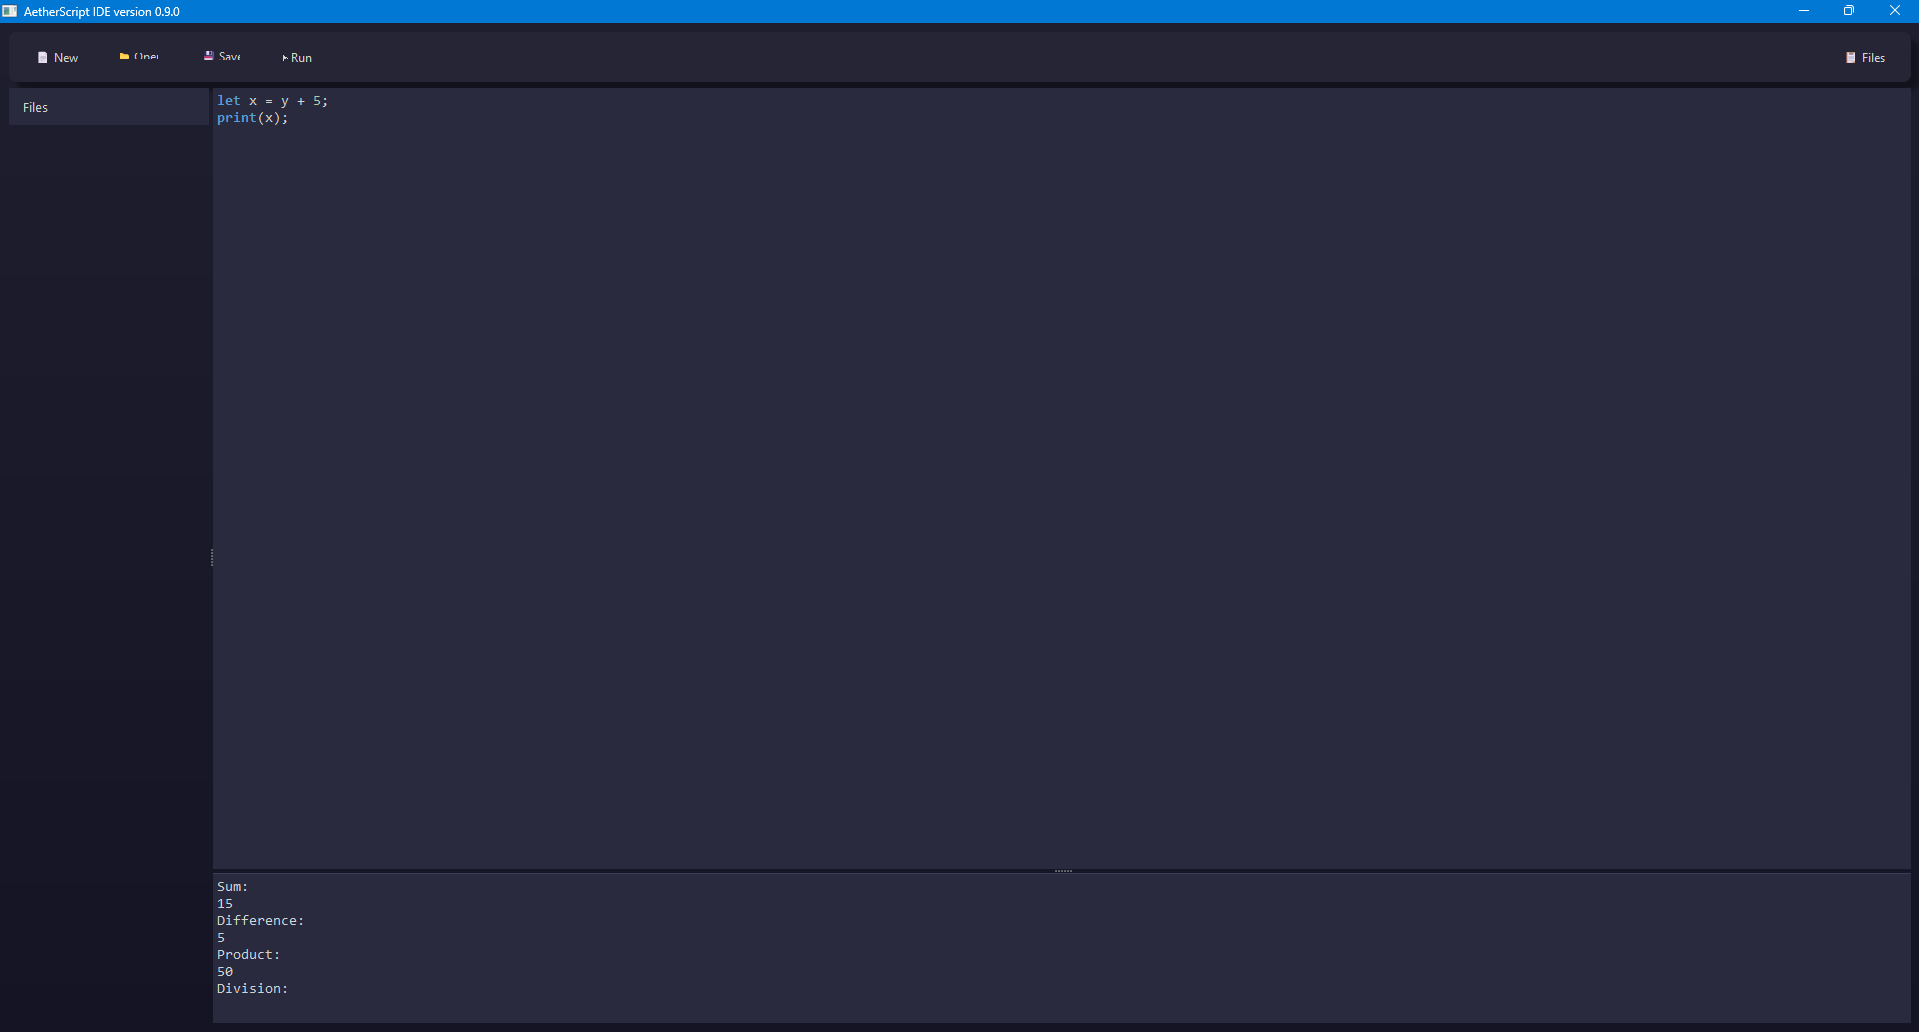 AetherScript IDE version 0.9.0
New Open Save Run Files
Files
let x = y + 5;
print(x);
Sum:
15
Difference:
5
Product:
50
Division: